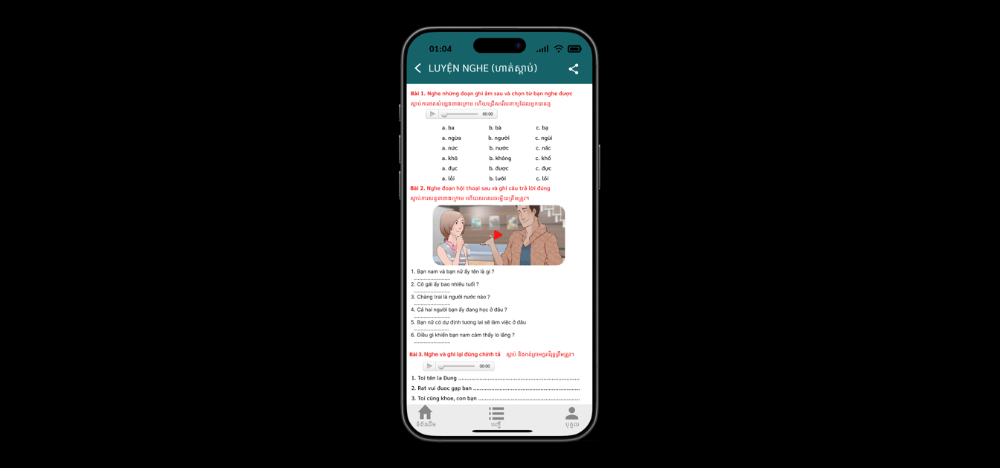 01:04
LUYỆN NGHE (ហាត់ស្តាប់)
Bài 1. Nghe những đoạn ghi âm sau và chọn từ bạn nghe được
ស្តាប់ការថតសំឡេងខាងក្រោម ហើយជ្រើសរើសពាក្យដែលអ្នកបានឮ
00:00
a. ba b. bà c. bạ
a. ngừa b. người c. ngùi
a. nức b. nước c. nấc
a. khô b. không c. khổ
a. đục b. được c. đực
a. lỗi b. lưỡi c. lối
Bài 2. Nghe đoạn hội thoại sau và ghi câu trả lời đúng
ស្តាប់ការសន្ទនាខាងក្រោម ហើយសរសេរចម្លើយត្រឹមត្រូវ។
1. Bạn nam và bạn nữ ấy tên là gì ?
........................
2. Cô gái ấy bao nhiêu tuổi ?
........................
3. Chàng trai là người nước nào ?
........................
4. Cả hai người bạn ấy đang học ở đâu ?
........................
5. Bạn nữ có dự định tương lai sẽ làm việc ở đâu
........................
6. Điều gì khiến bạn nam cảm thấy lo lắng ?
........................
Bài 3. Nghe và ghi lại đúng chính tả ស្តាប់ និងកត់ត្រាអក្ខរាវិរុទ្ធត្រឹមត្រូវ។
00:00
1. Toi tên la Dung ..............................
2. Rat vui đuoc gạp ban ..............................
3. Toi cũng khoe, con bạn ..............................
ទំព័រដើម បញ្ជី បុគ្គល